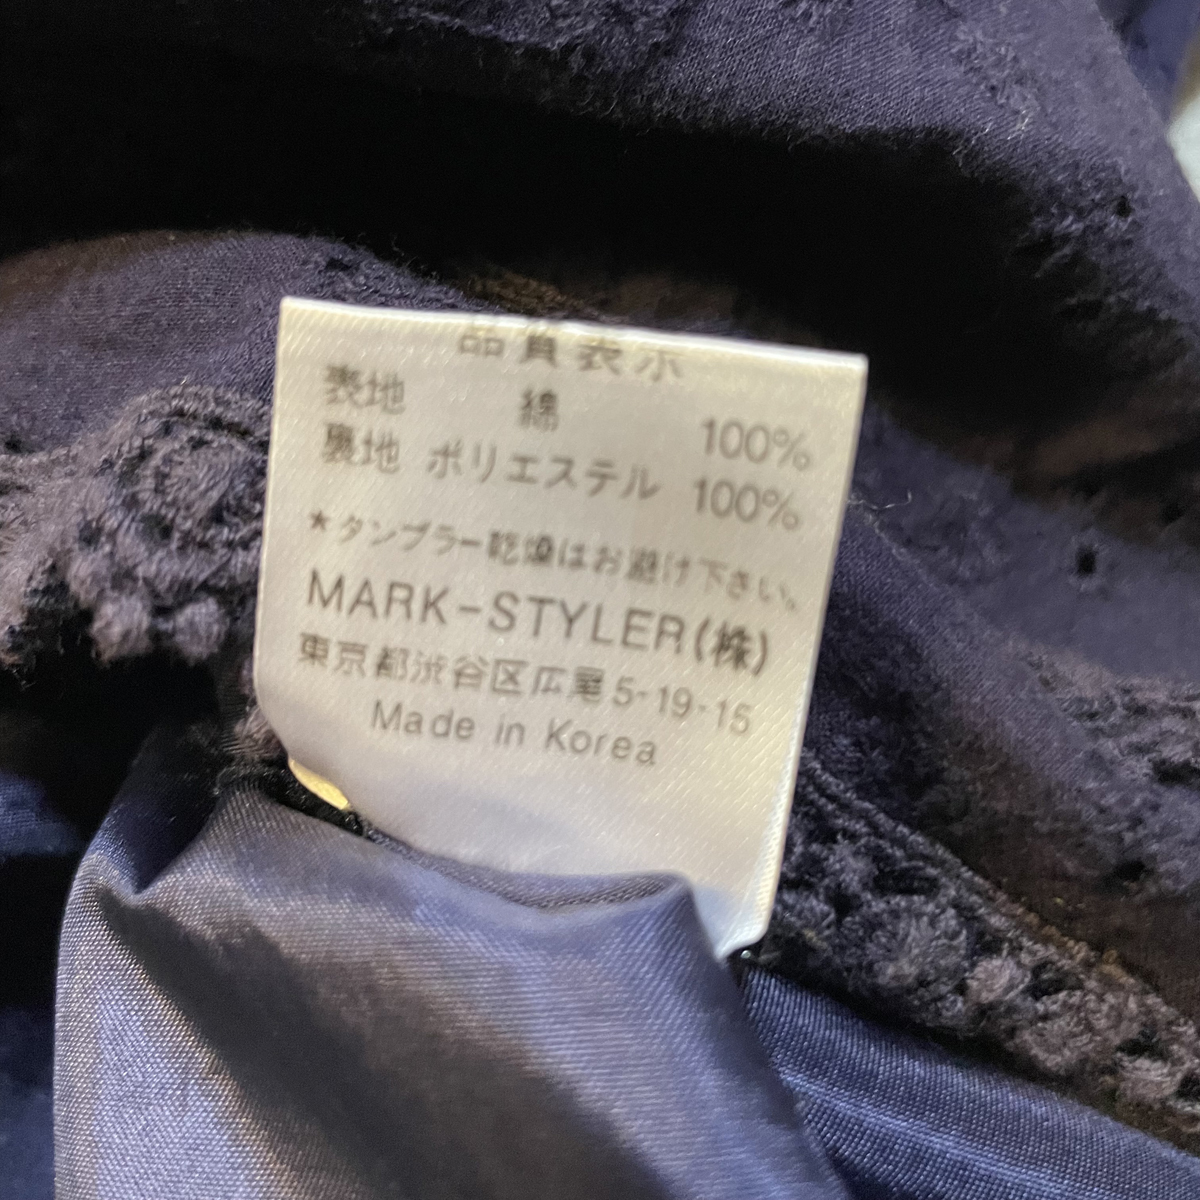 品質表示
表地 綿 100%
裏地 ポリエステル 100%
★タンブラー乾燥はお避け下さい。
MARK-STYLER(株)
東京都渋谷区広尾5-19-15
Made in Korea